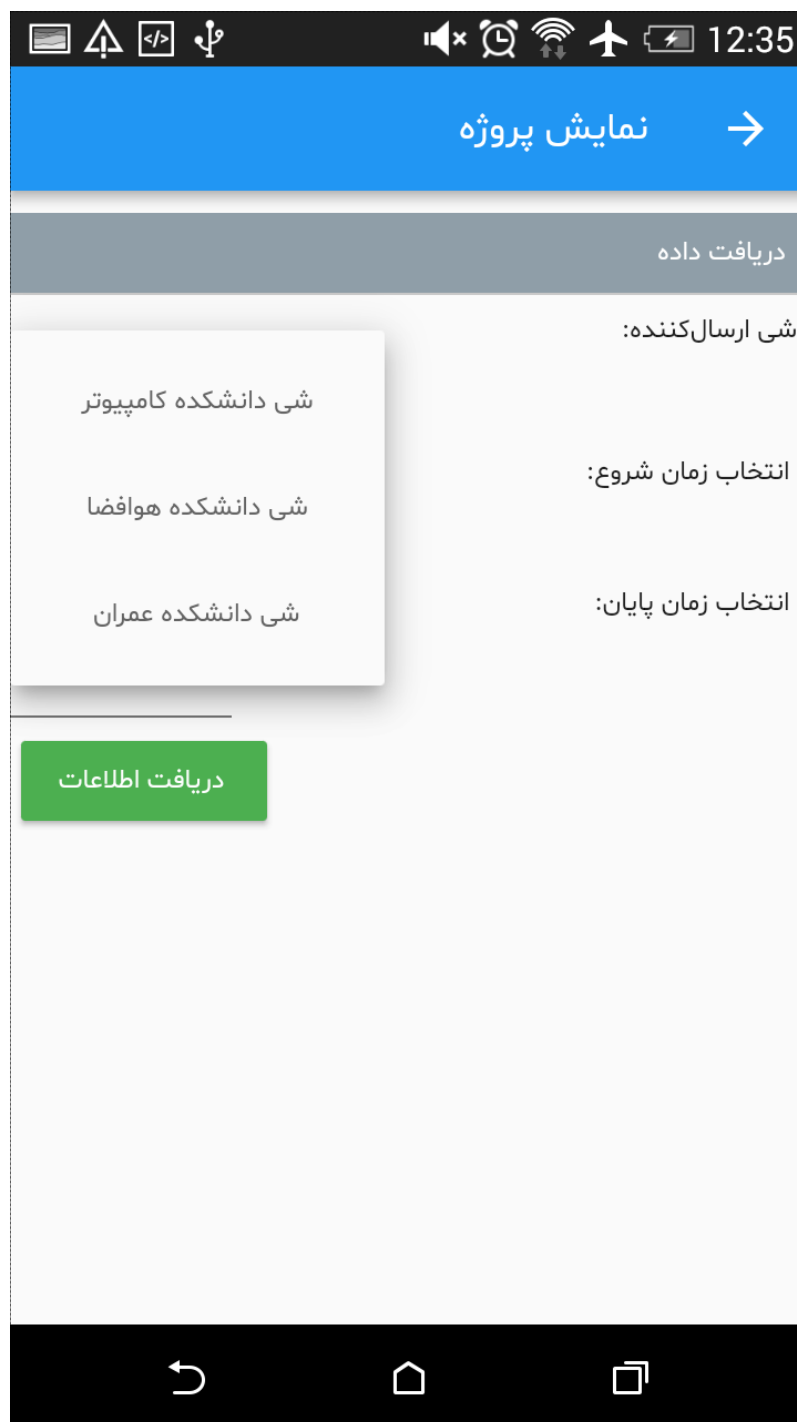 12:35
نمایش پروژه
دریافت داده
شی ارسال‌کننده:
شی دانشکده کامپیوتر
انتخاب زمان شروع:
شی دانشکده هوافضا
انتخاب زمان پایان:
شی دانشکده عمران
دریافت اطلاعات